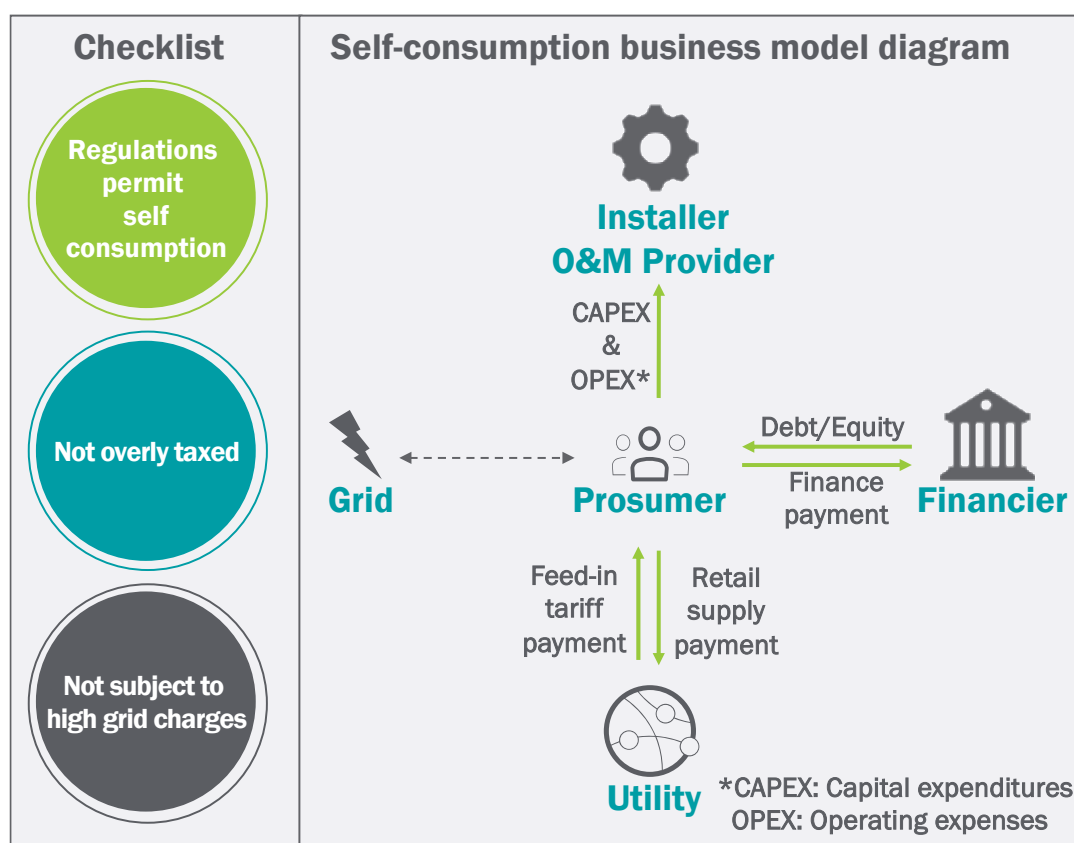 Checklist
Regulations
permit
self
consumption
Not overly taxed
Not subject to
high grid charges
Self-consumption business model diagram
Installer
O&M Provider
CAPEX
&
OPEX*
Grid
Prosumer
Debt/Equity
Finance
payment
Financier
Feed-in
tariff
payment
Retail
supply
payment
Utility
*CAPEX: Capital expenditures
OPEX: Operating expenses